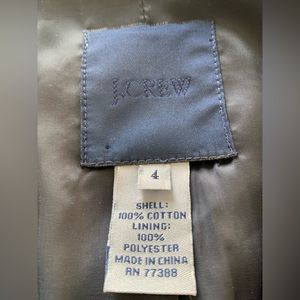 J.CREW
4
SHELL:
100% COTTON
LINING:
100%
POLYESTER
MADE IN CHINA
RN 77388